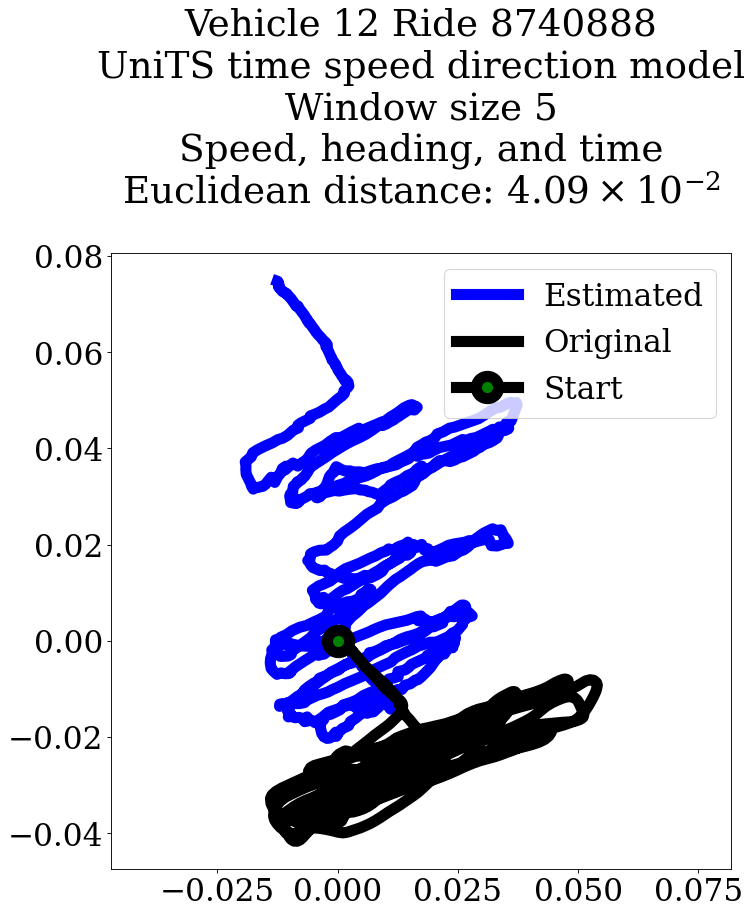 Vehicle 12 Ride 8740888
UniTS time speed direction model
Window size 5
Speed, heading, and time
Euclidean distance: 4.09 × 10⁻²
0.08
0.06
0.04
0.02
0.00
−0.02
−0.04
Estimated
Original
Start
−0.025 0.000 0.025 0.050 0.075